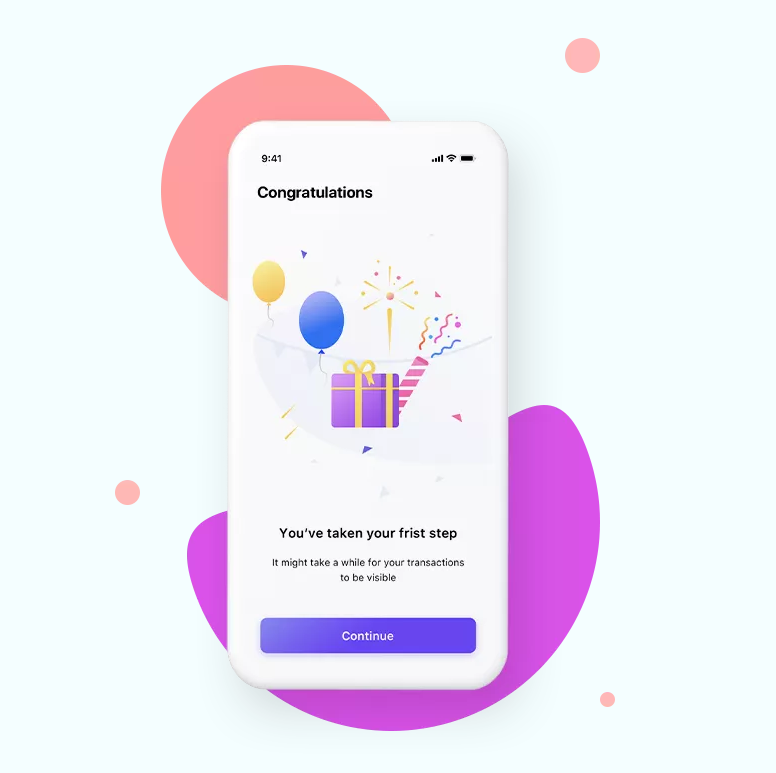 9:41
Congratulations
You've taken your frist step
It might take a while for your transactions
to be visible
Continue